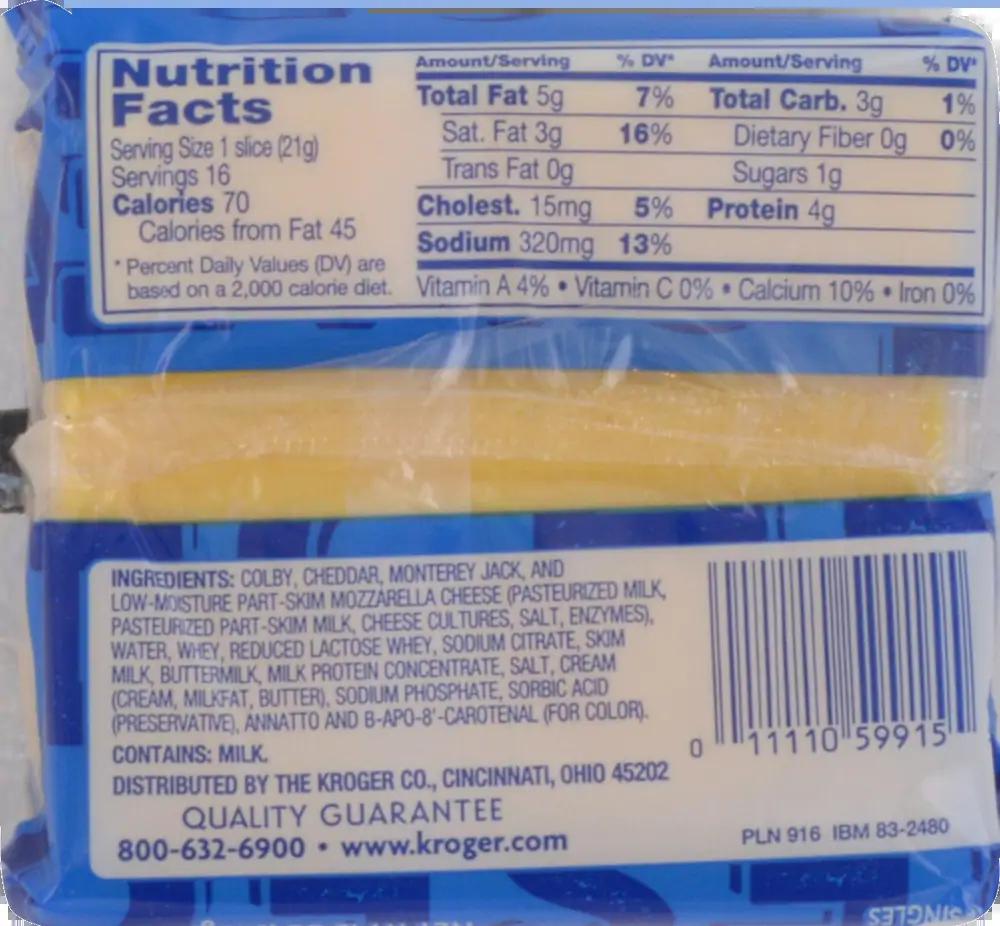 Nutrition
Facts
Serving Size 1 slice (21g)
Servings 16
Calories 70
Calories from Fat 45
* Percent Daily Values (DV) are
based on a 2,000 calorie diet.
Amount/Serving % DV* Amount/Serving % DV*
Total Fat 5g 7% Total Carb. 3g 1%
Sat. Fat 3g 16% Dietary Fiber 0g 0%
Trans Fat 0g Sugars 1g
Cholest. 15mg 5% Protein 4g
Sodium 320mg 13%
Vitamin A 4% • Vitamin C 0% • Calcium 10% • Iron 0%
INGREDIENTS: COLBY, CHEDDAR, MONTEREY JACK, AND
LOW-MOISTURE PART-SKIM MOZZARELLA CHEESE (PASTEURIZED MILK,
PASTEURIZED PART-SKIM MILK, CHEESE CULTURES, SALT, ENZYMES),
WATER, WHEY, REDUCED LACTOSE WHEY, SODIUM CITRATE, SKIM
MILK, BUTTERMILK, MILK PROTEIN CONCENTRATE, SALT, CREAM
(CREAM, MILKFAT, BUTTER), SODIUM PHOSPHATE, SORBIC ACID
(PRESERVATIVE), ANNATTO AND B-APO-8'-CAROTENAL (FOR COLOR).
CONTAINS: MILK.
DISTRIBUTED BY THE KROGER CO., CINCINNATI, OHIO 45202
QUALITY GUARANTEE
800-632-6900 • www.kroger.com
0 11110 59915
PLN 916 IBM 83-2480
SINGLES